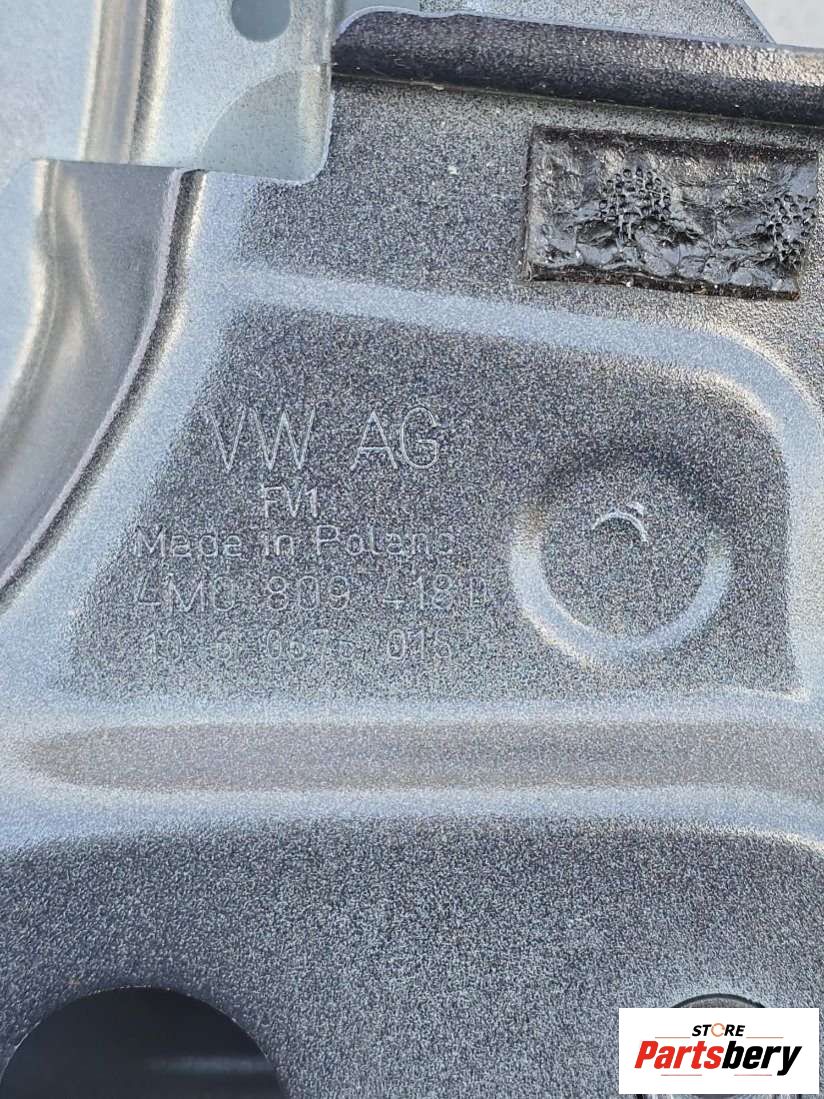 VW AG
FV1
Made in Poland
4M0 809 418
STORE
Partsbery